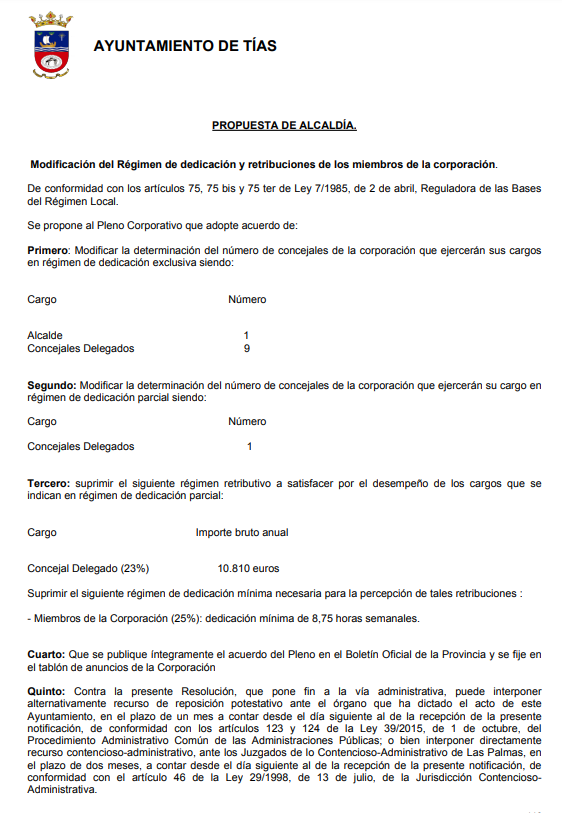 AYUNTAMIENTO DE TÍAS
PROPUESTA DE ALCALDÍA.
Modificación del Régimen de dedicación y retribuciones de los miembros de la corporación.
De conformidad con los artículos 75, 75 bis y 75 ter de Ley 7/1985, de 2 de abril, Reguladora de las Bases
del Régimen Local.
Se propone al Pleno Corporativo que adopte acuerdo de:
Primero: Modificar la determinación del número de concejales de la corporación que ejercerán sus cargos
en régimen de dedicación exclusiva siendo:
Cargo Número
Alcalde 1
Concejales Delegados 9
Segundo: Modificar la determinación del número de concejales de la corporación que ejercerán su cargo en
régimen de dedicación parcial siendo:
Cargo Número
Concejales Delegados 1
Tercero: suprimir el siguiente régimen retributivo a satisfacer por el desempeño de los cargos que se
indican en régimen de dedicación parcial:
Cargo Importe bruto anual
Concejal Delegado (23%) 10.810 euros
Suprimir el siguiente régimen de dedicación mínima necesaria para la percepción de tales retribuciones :
- Miembros de la Corporación (25%): dedicación mínima de 8,75 horas semanales.
Cuarto: Que se publique íntegramente el acuerdo del Pleno en el Boletín Oficial de la Provincia y se fije en
el tablón de anuncios de la Corporación
Quinto: Contra la presente Resolución, que pone fin a la vía administrativa, puede interponer
alternativamente recurso de reposición potestativo ante el órgano que ha dictado el acto de este
Ayuntamiento, en el plazo de un mes a contar desde el día siguiente al de la recepción de la presente
notificación, de conformidad con los artículos 123 y 124 de la Ley 39/2015, de 1 de octubre, del
Procedimiento Administrativo Común de las Administraciones Públicas; o bien interponer directamente
recurso contencioso-administrativo, ante los Juzgados de lo Contencioso-Administrativo de Las Palmas, en
el plazo de dos meses, a contar desde el día siguiente al de la recepción de la presente notificación, de
conformidad con el artículo 46 de la Ley 29/1998, de 13 de julio, de la Jurisdicción Contencioso-
Administrativa.